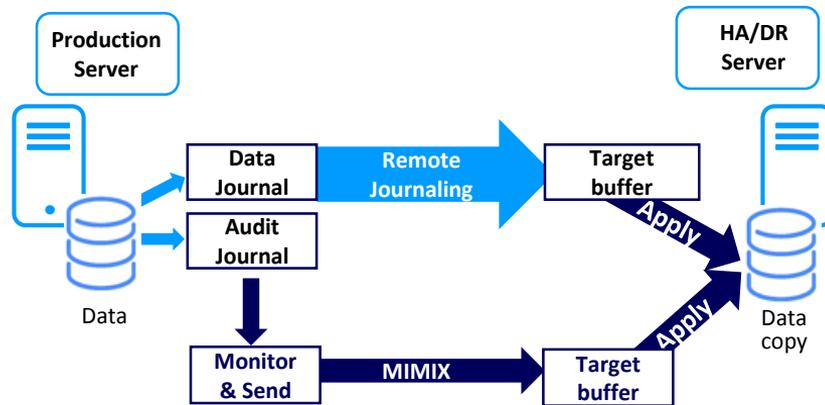 Production
Server
HA/DR
Server
Data
Journal
Remote
Journaling
Target
buffer
Audit
Journal
Apply
Data
Data
copy
Monitor
& Send
MIMIX
Target
buffer
Apply